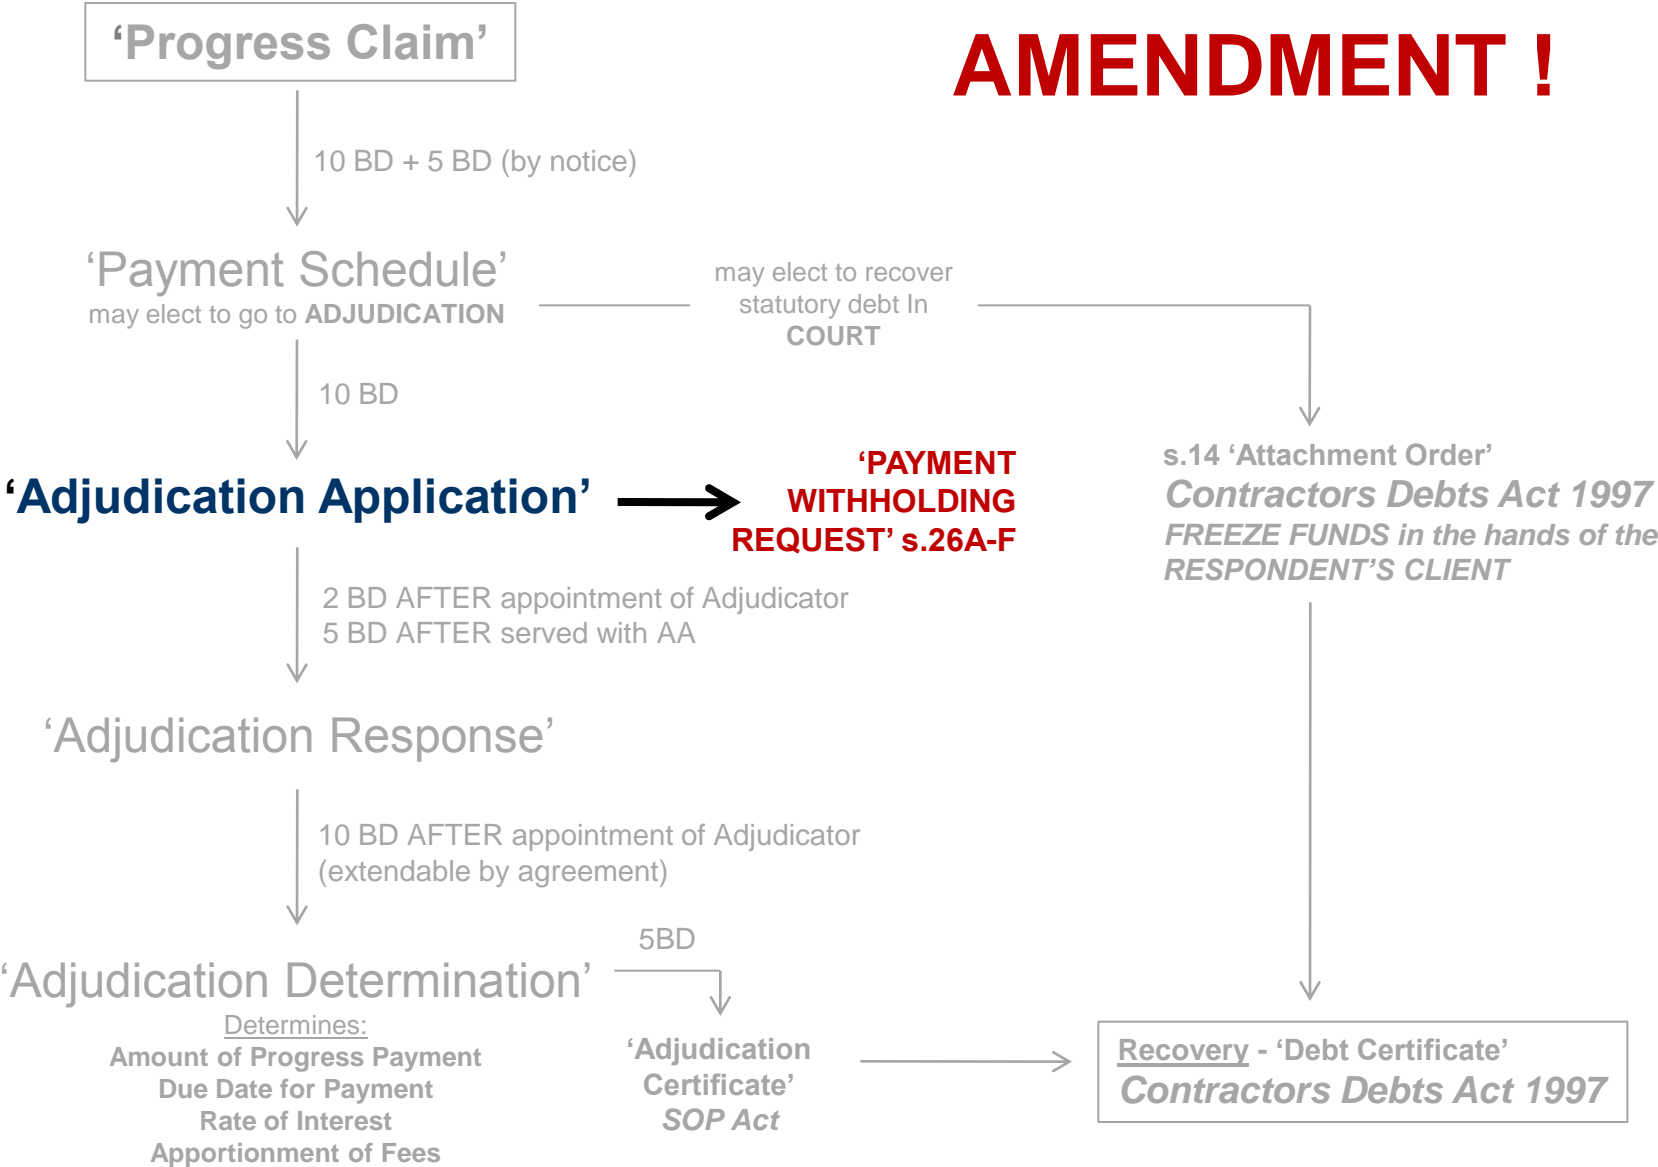 ‘Progress Claim’
AMENDMENT !
10 BD + 5 BD (by notice)
‘Payment Schedule’
may elect to go to ADJUDICATION
may elect to recover
statutory debt In
COURT
10 BD
‘Adjudication Application’
‘PAYMENT
WITHHOLDING
REQUEST’ s.26A-F
s.14 ‘Attachment Order’
Contractors Debts Act 1997
FREEZE FUNDS in the hands of the
RESPONDENT’S CLIENT
2 BD AFTER appointment of Adjudicator
5 BD AFTER served with AA
‘Adjudication Response’
10 BD AFTER appointment of Adjudicator
(extendable by agreement)
5BD
‘Adjudication Determination’
Determines:
Amount of Progress Payment
Due Date for Payment
Rate of Interest
Apportionment of Fees
‘Adjudication
Certificate’
SOP Act
Recovery - ‘Debt Certificate’
Contractors Debts Act 1997